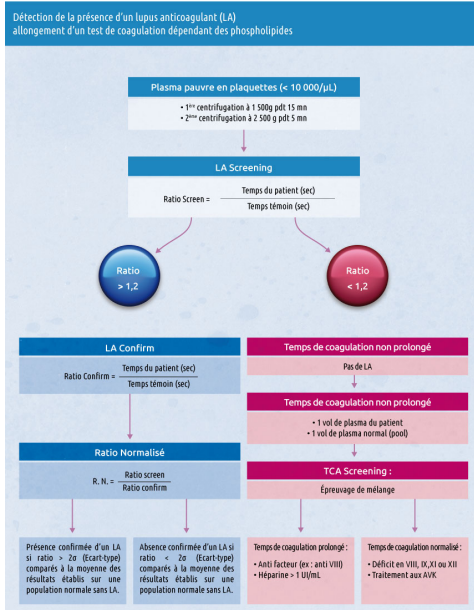 Détection de la présence d'un lupus anticoagulant (LA)
allongement d'un test de coagulation dépendant des phospholipides
Plasma pauvre en plaquettes (< 10 000/µL)
• 1ère centrifugation à 1 500g pdt 15 mn
• 2ème centrifugation à 2 500 g pdt 5 mn
LA Screening
Ratio Screen = Temps du patient (sec)
Temps témoin (sec)
Ratio
> 1,2
Ratio
< 1,2
LA Confirm
Ratio Confirm = Temps du patient (sec)
Temps témoin (sec)
Ratio Normalisé
R. N. = Ratio screen
Ratio confirm
Présence confirmée d'un LA
si ratio > 2σ (Ecart-type)
comparés à la moyenne des
résultats établis sur une
population normale sans LA.
Absence confirmée d'un LA si
ratio < 2σ (Ecart-type)
comparés à la moyenne des
résultats établis sur une
population normale sans LA.
Temps de coagulation non prolongé
Pas de LA
Temps de coagulation non prolongé
• 1 vol de plasma du patient
• 1 vol de plasma normal (pool)
TCA Screening :
Épreuvage de mélange
Temps de coagulation prolongé :
• Anti facteur (ex : anti VIII)
• Héparine > 1 UI/mL
Temps de coagulation normalisé :
• Déficit en VIII, IX,XI ou XII
• Traitement aux AVK